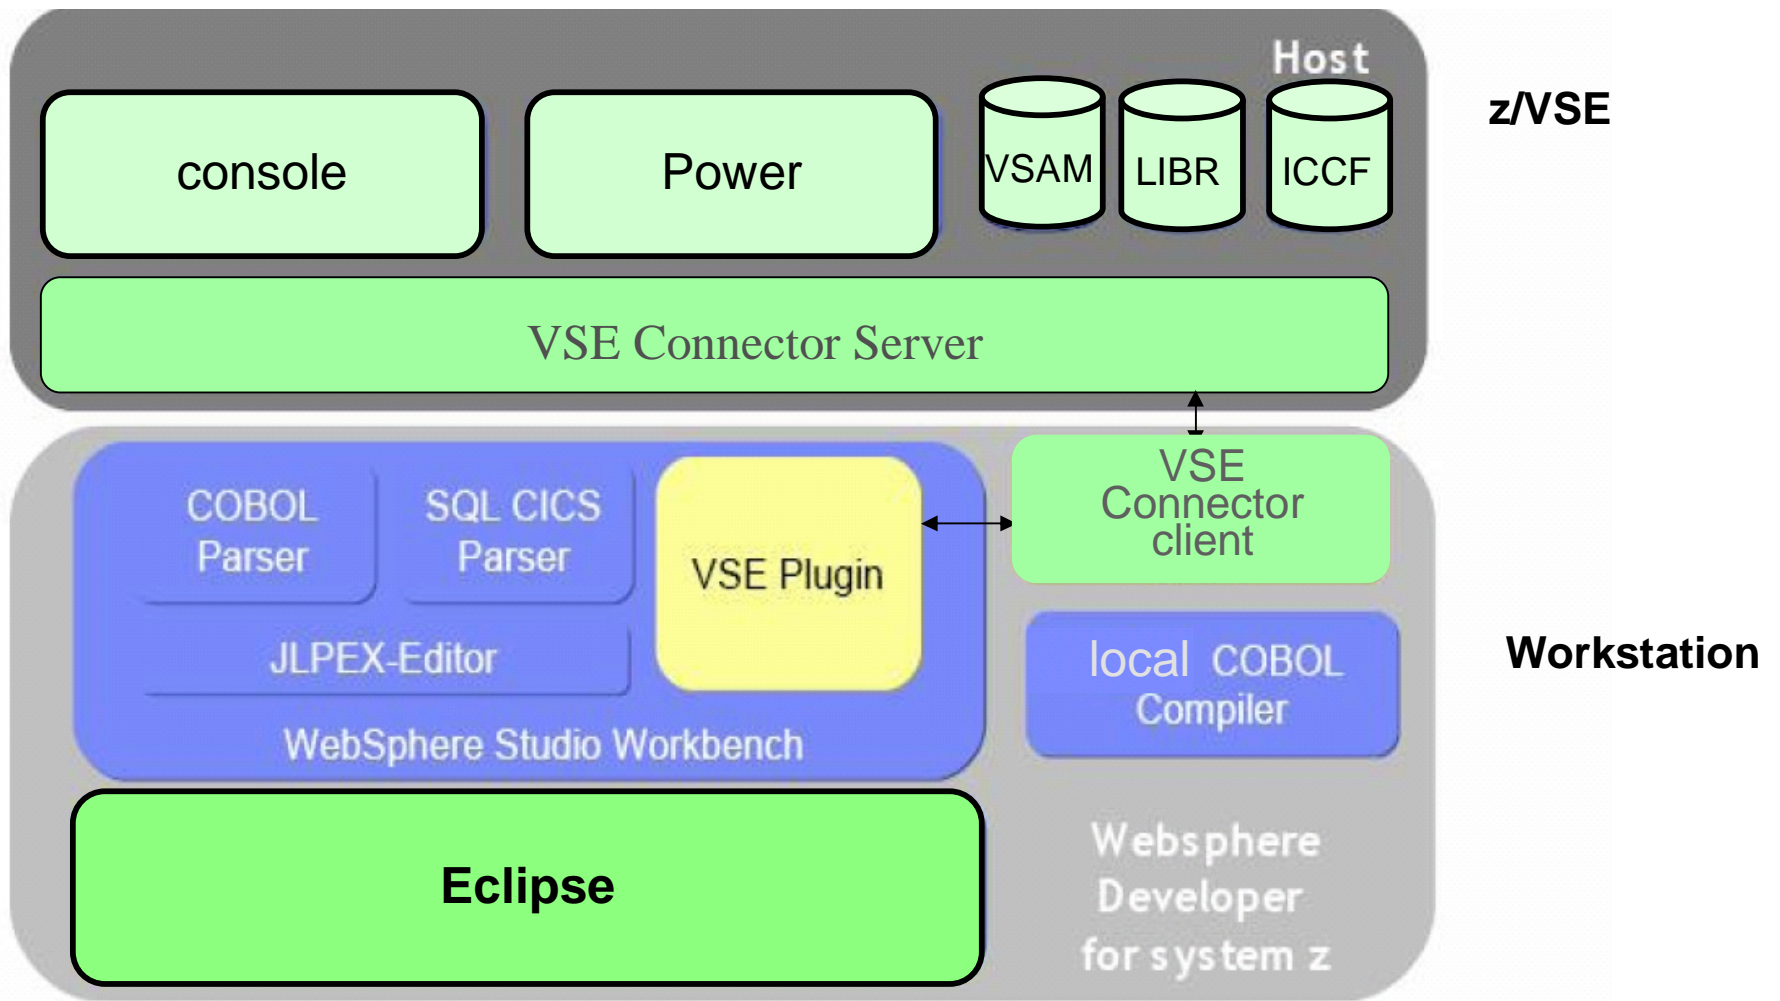 Host
z/VSE
console
Power
VSAM
LIBR
ICCF
VSE Connector Server
COBOL
Parser
SQL CICS
Parser
VSE Plugin
VSE
Connector
client
JLPEX-Editor
local COBOL
Compiler
Workstation
WebSphere Studio Workbench
Eclipse
Websphere
Developer
for system z